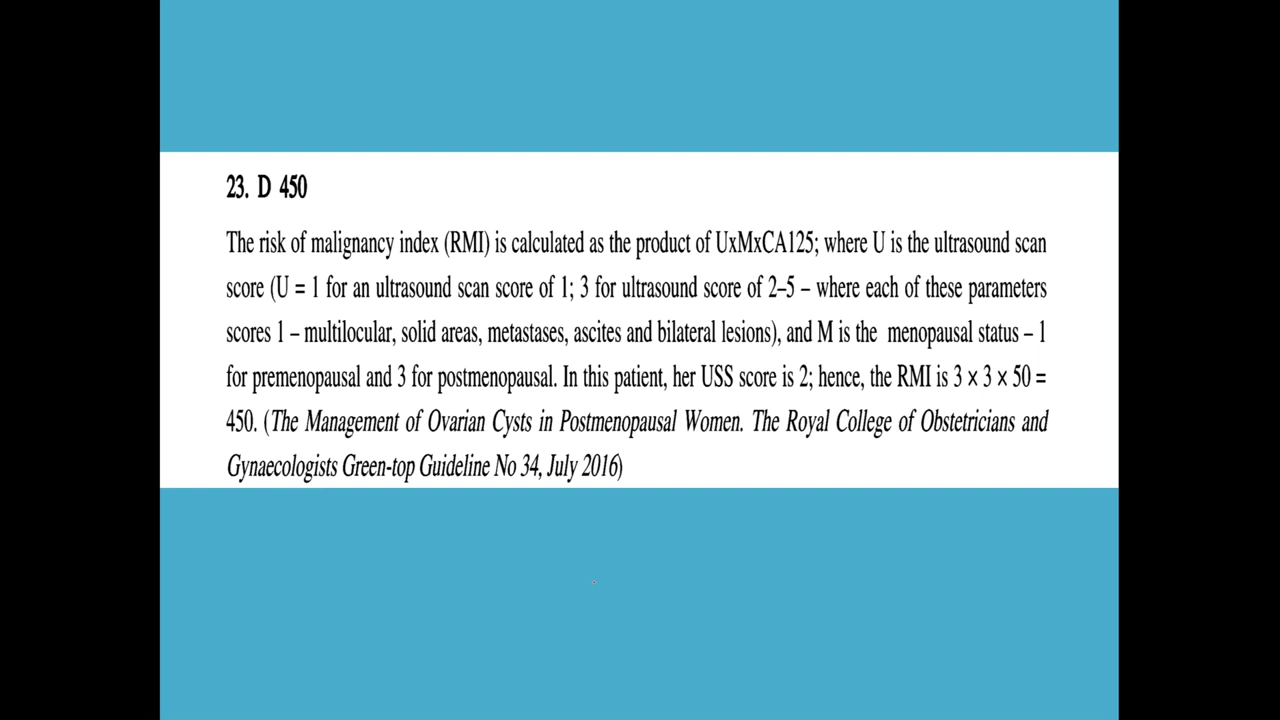 23. D 450
The risk of malignancy index (RMI) is calculated as the product of UxMxCA125; where U is the ultrasound scan
score (U = 1 for an ultrasound scan score of 1; 3 for ultrasound score of 2–5 – where each of these parameters
scores 1 – multilocular, solid areas, metastases, ascites and bilateral lesions), and M is the menopausal status – 1
for premenopausal and 3 for postmenopausal. In this patient, her USS score is 2; hence, the RMI is 3 × 3 × 50 =
450. (The Management of Ovarian Cysts in Postmenopausal Women. The Royal College of Obstetricians and
Gynaecologists Green-top Guideline No 34, July 2016)